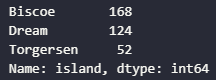 Biscoe       168
Dream        124
Torgersen     52
Name: island, dtype: int64